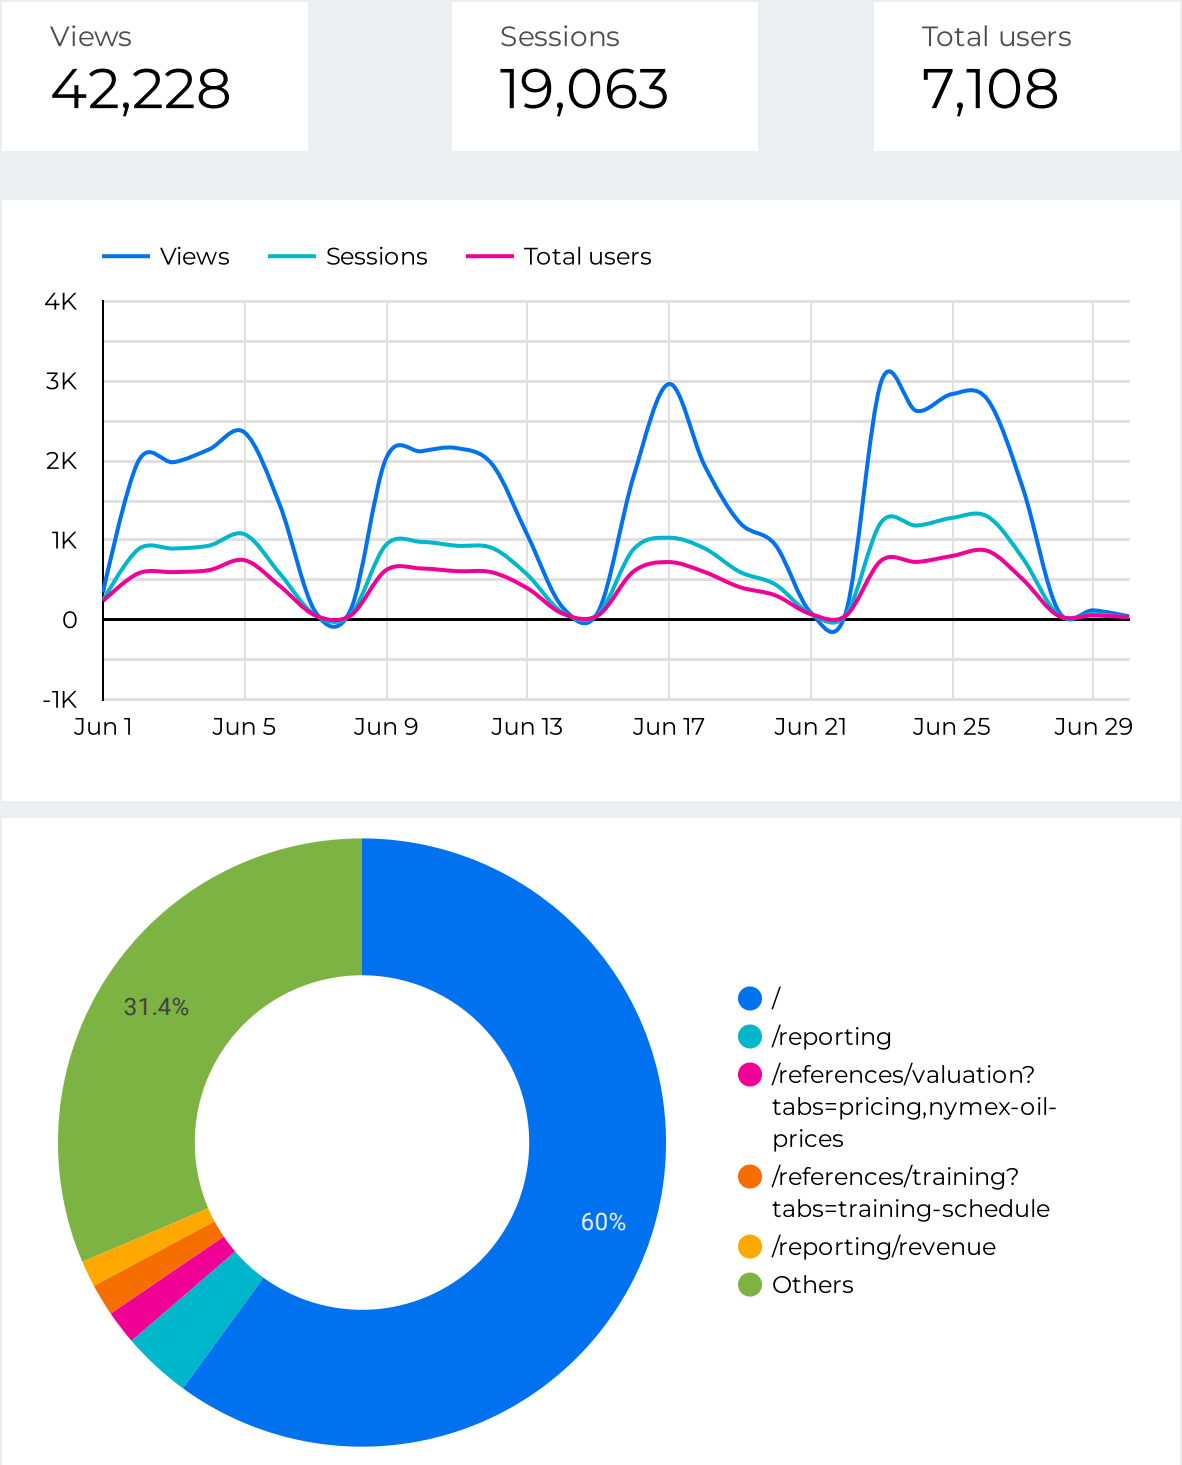 Views
42,228
Sessions
19,063
Total users
7,108
Views
Sessions
Total users
4K
3K
2K
1K
0
-1K
Jun 1
Jun 5
Jun 9
Jun 13
Jun 17
Jun 21
Jun 25
Jun 29
31.4%
60%
/
/reporting
/references/valuation?
tabs=pricing,nymex-oil-
prices
/references/training?
tabs=training-schedule
/reporting/revenue
Others